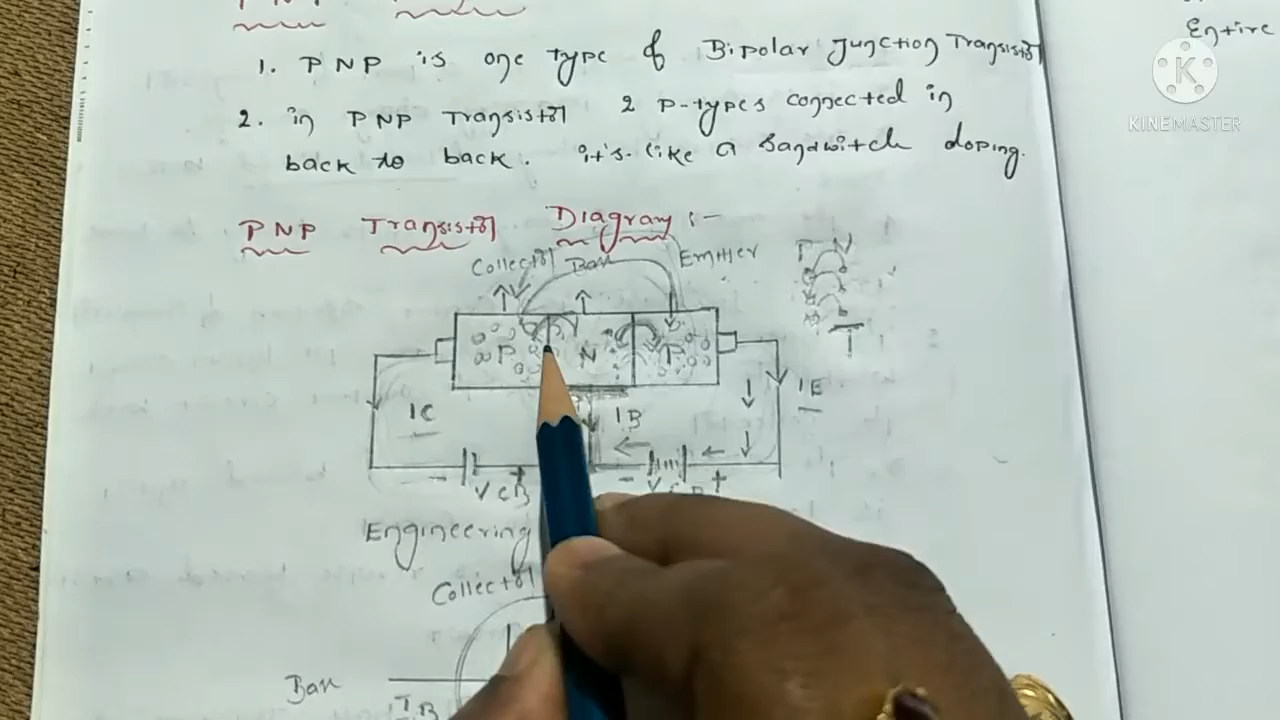 Entire
1. PNP is one type of Bipolar Junction Transistor
2. in PNP Transistor 2 P-types connected in
back to back. it's like a sandwitch doping.
PNP Transistor Diagram :-
Collector Base Emitter
P N
P N P
IC IB IE
- + - +
VCB
Engineering
Collector
Base
IB
K
KINEMASTER